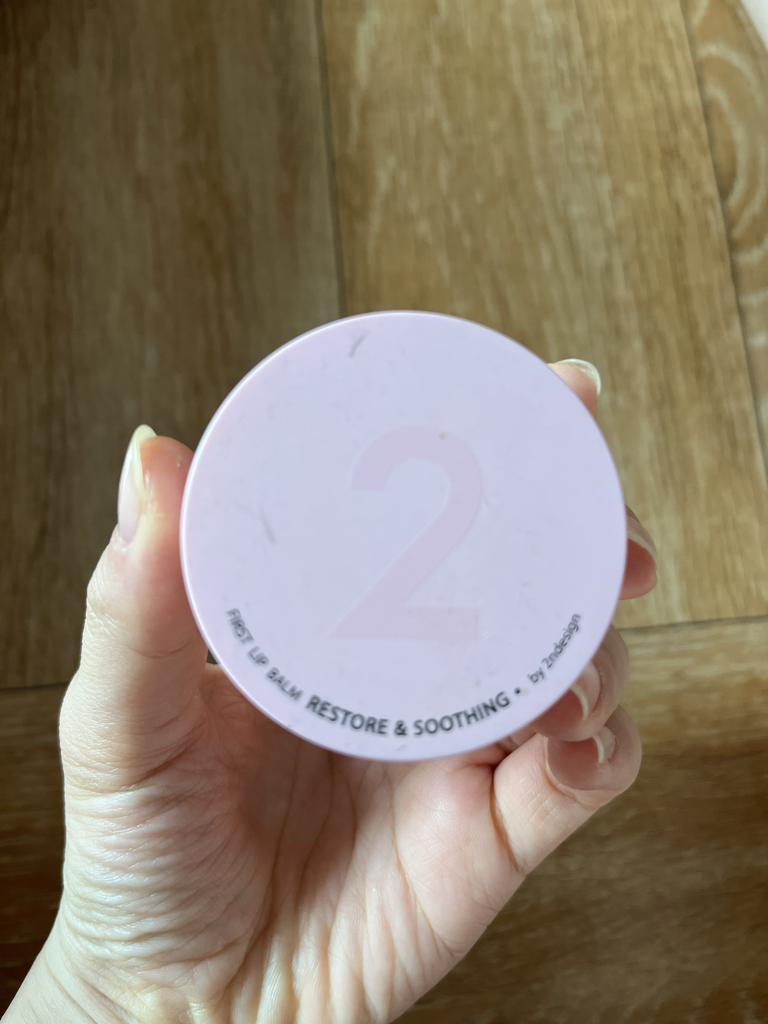 2
FIRST LIP BALM RESTORE & SOOTHING • by 2ndesign